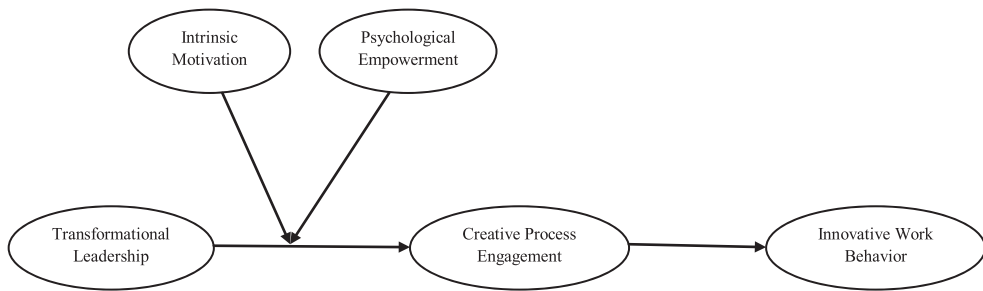 Intrinsic
Motivation
Psychological
Empowerment
Transformational
Leadership
Creative Process
Engagement
Innovative Work
Behavior